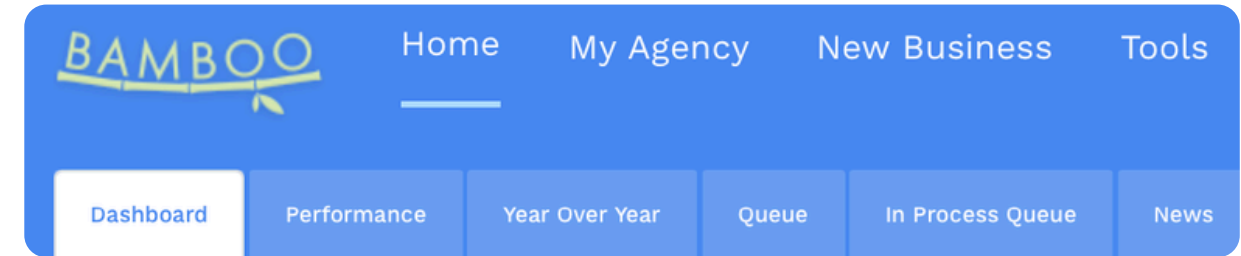 BAMBOO Home My Agency New Business Tools
Dashboard Performance Year Over Year Queue In Process Queue News